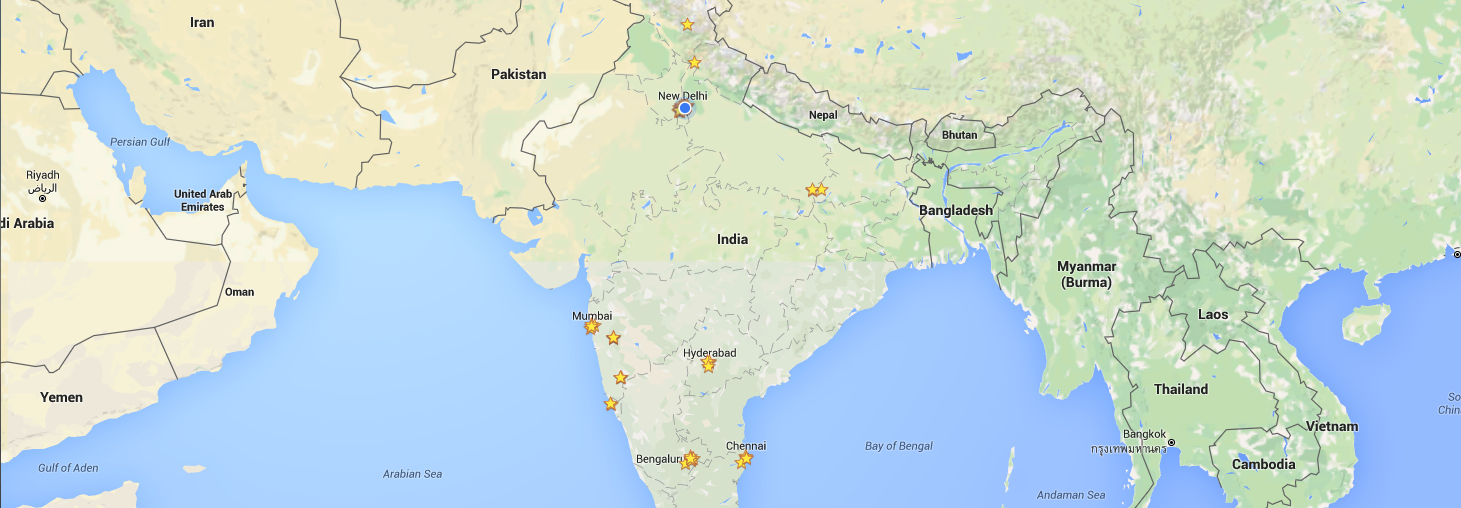 Iran
Pakistan
New Delhi
Nepal
Bhutan
Persian Gulf
Riyadh
الرياض
United Arab
Emirates
di Arabia
Bangladesh
India
Myanmar
(Burma)
Oman
Mumbai
Laos
Hyderabad
Thailand
Yemen
So
Chin
Vietnam
Bangkok
กรุงเทพมหานคร
Chennai
Bay of Bengal
Bengaluru
Cambodia
Gulf of Aden
Arabian Sea
Andaman Sea